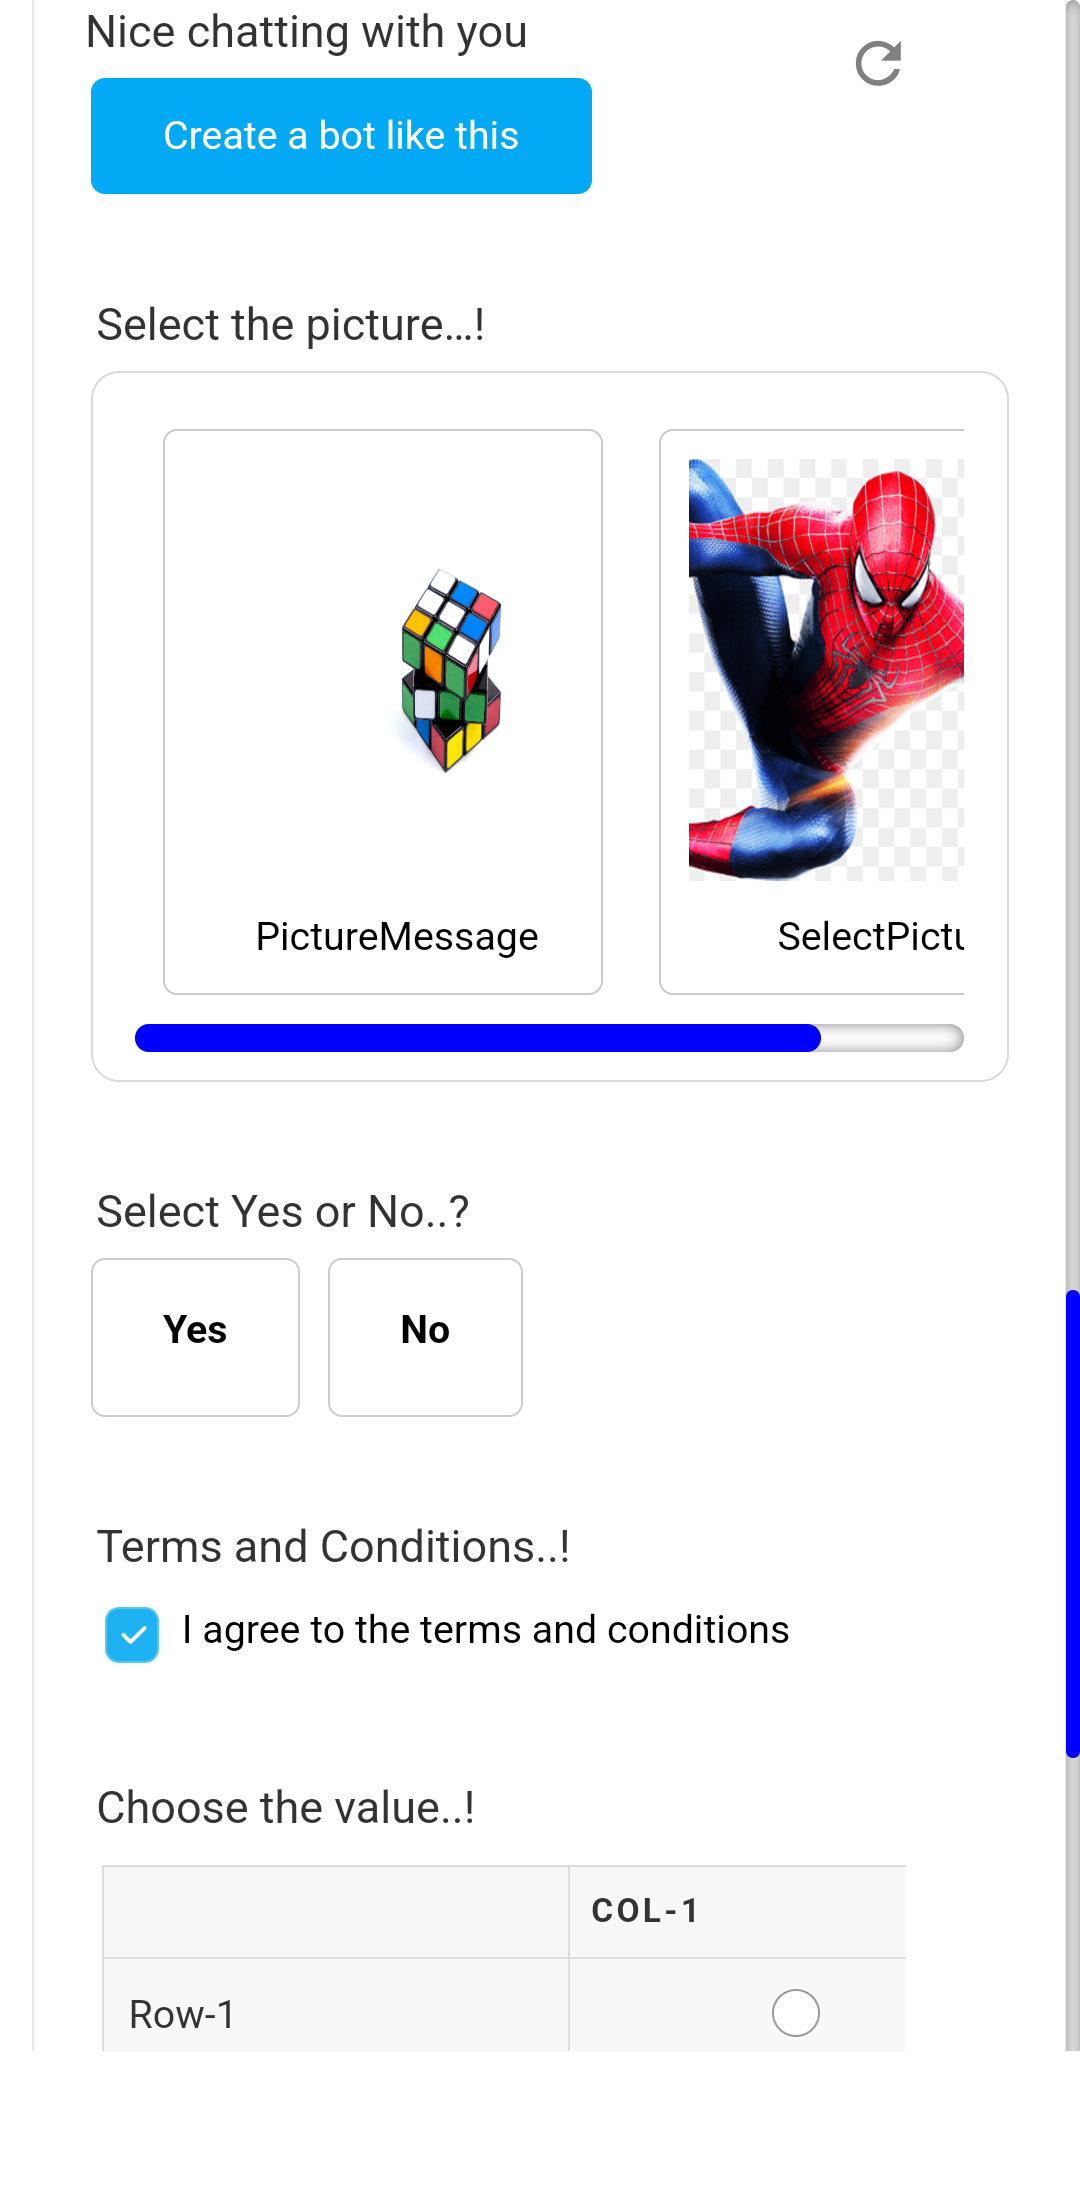 Nice chatting with you
Create a bot like this
Select the picture...!
PictureMessage
SelectPictu
Select Yes or No..?
Yes
No
Terms and Conditions..!
I agree to the terms and conditions
Choose the value..!
COL-1
Row-1